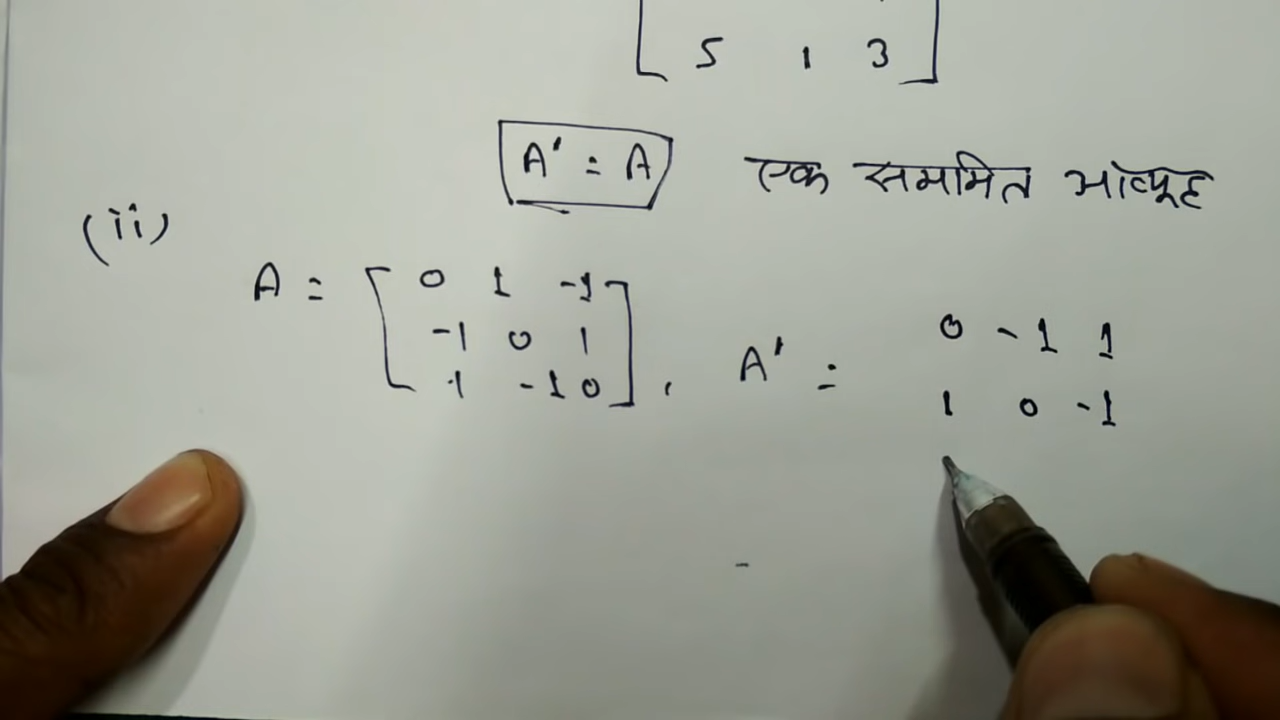 5 1 3
A' = A एक सममित आव्यूह
(ii)
A = [ 0 1 -1
-1 0 1
1 -1 0 ] , A' =
0 -1 1
1 0 -1